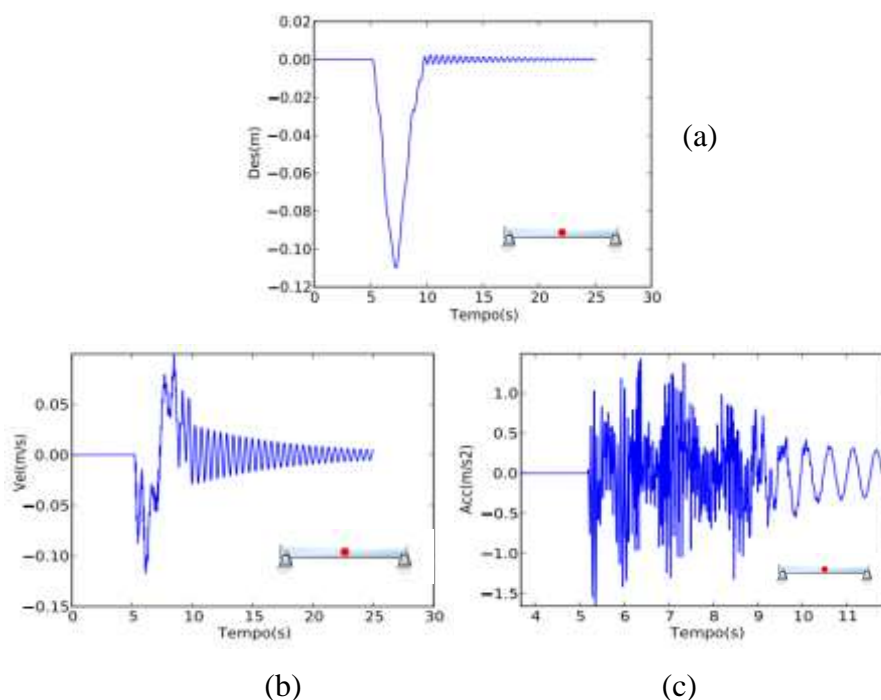 0.02
0.00
−0.02
−0.04
−0.06
−0.08
−0.10
−0.12
Des(m)
0 5 10 15 20 25 30
Tempo(s)
(a)
0.05
0.00
−0.05
−0.10
−0.15
Vel(m/s)
0 5 10 15 20 25 30
Tempo(s)
(b)
1.0
0.5
0.0
−0.5
−1.0
−1.5
Acc(m/s2)
4 5 6 7 8 9 10 11
Tempo(s)
(c)